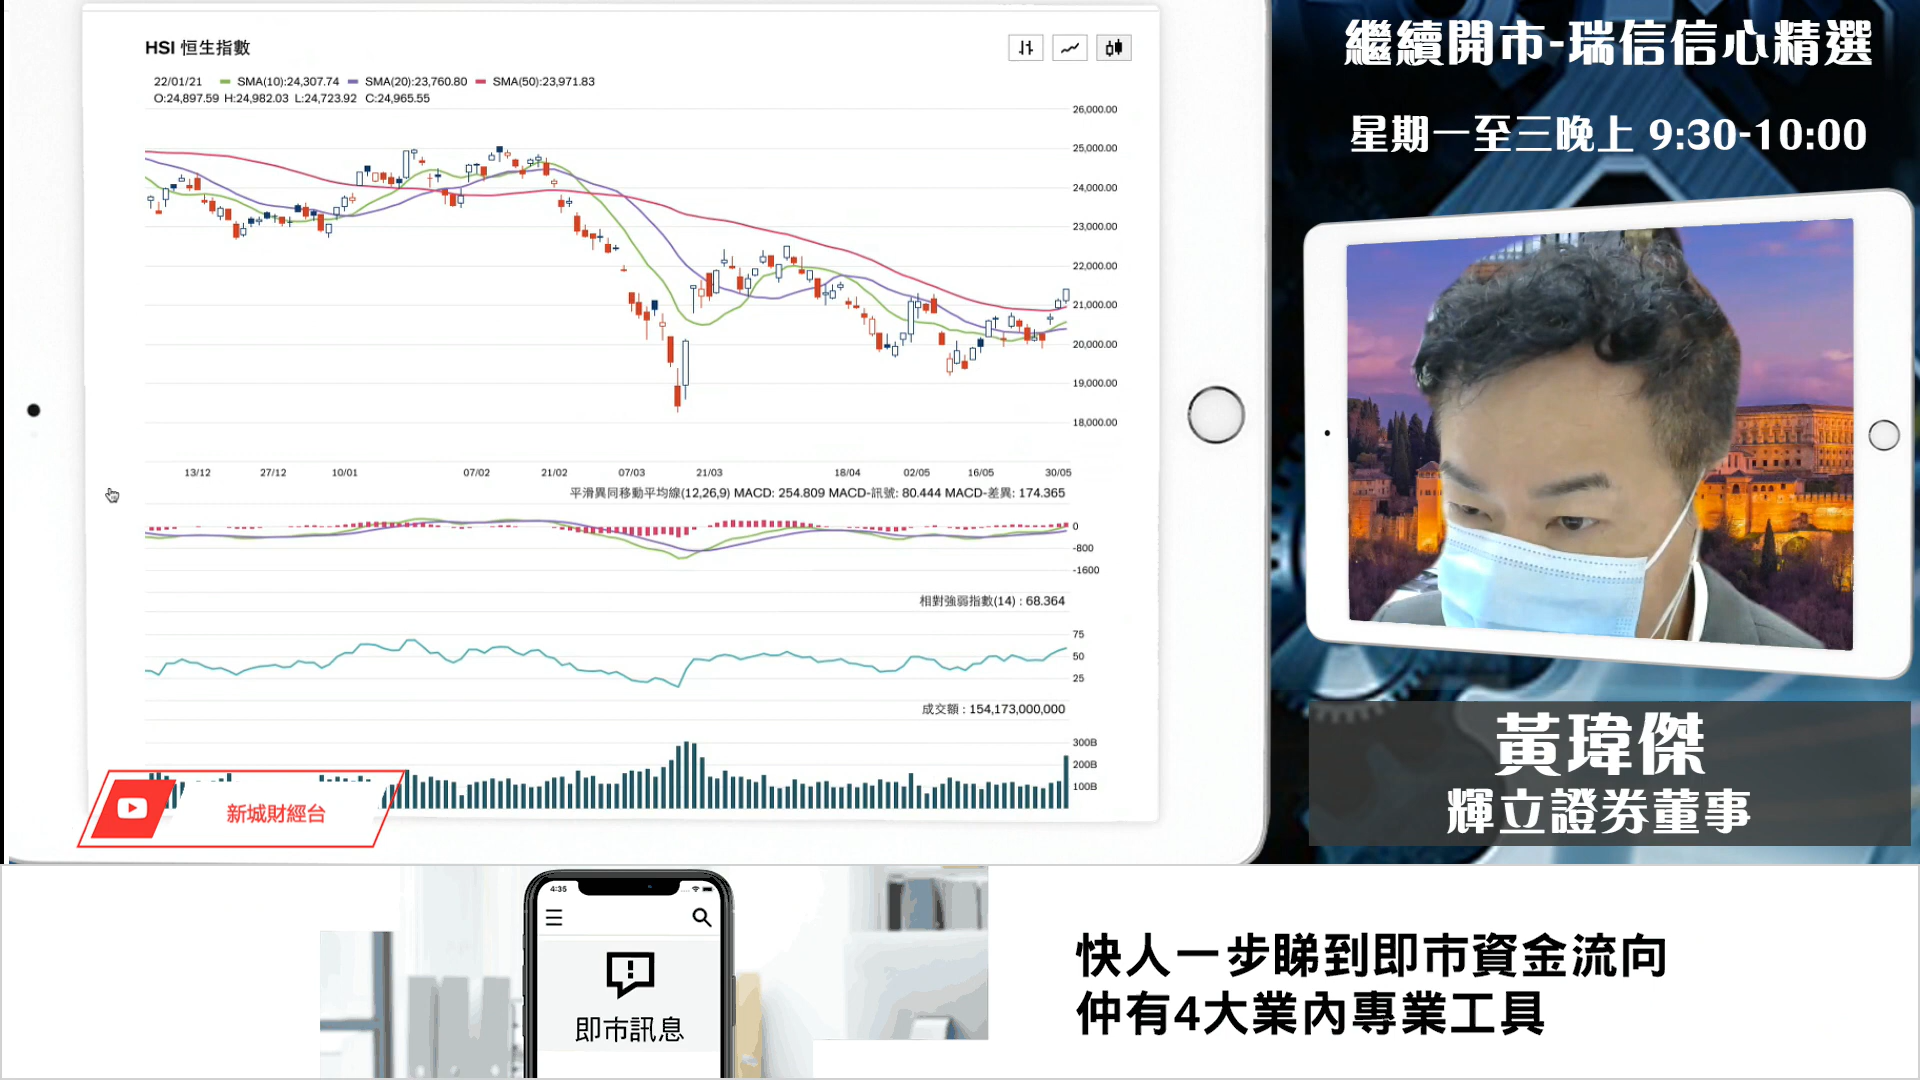 HSI 恒生指數
22/01/21 SMA(10):24,307.74 SMA(20):23,760.80 SMA(50):23,971.83
O:24,897.59 H:24,982.03 L:24,723.92 C:24,965.55
26,000.00
25,000.00
24,000.00
23,000.00
22,000.00
21,000.00
20,000.00
19,000.00
18,000.00
13/12 27/12 10/01 07/02 21/02 07/03 21/03 18/04 02/05 16/05 30/05
平滑異同移動平均線(12,26,9) MACD: 254.809 MACD-訊號: 80.444 MACD-差異: 174.365
0
-800
-1600
相對強弱指數(14) : 68.364
75
50
25
成交額 : 154,173,000,000
300B
200B
100B
新城財經台
繼續開市-瑞信信心精選
星期一至三晚上 9:30-10:00
黃瑋傑
輝立證券董事
4:35
即市訊息
快人一步睇到即市資金流向
仲有4大業內專業工具